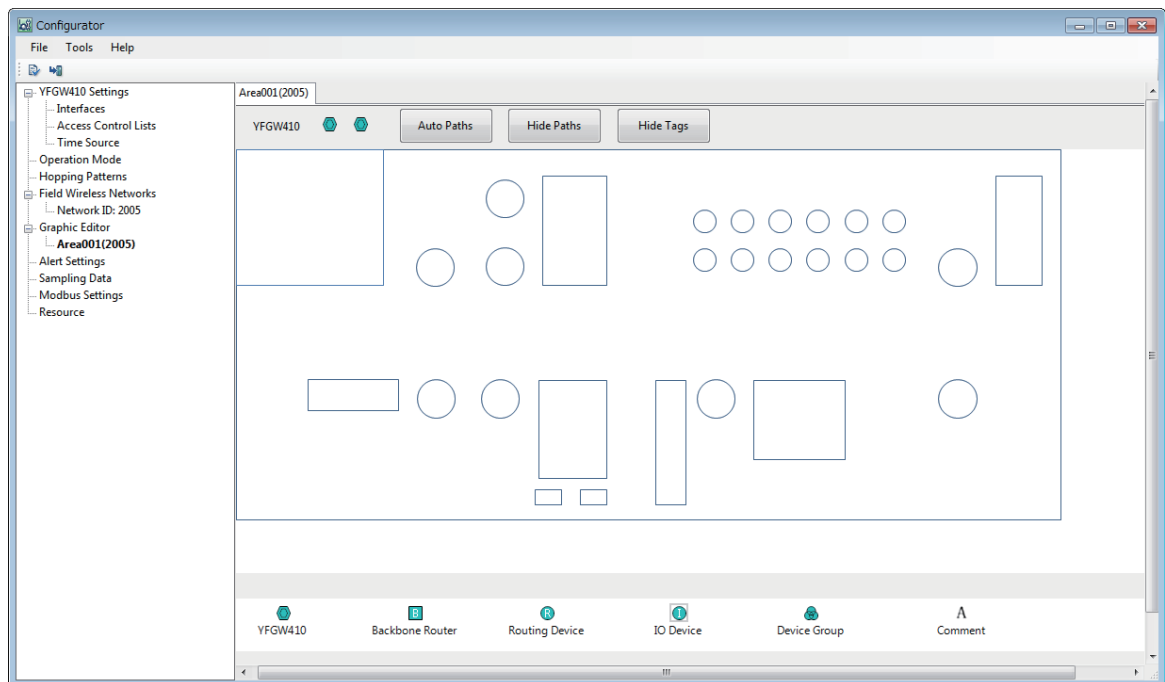 Configurator
File Tools Help
YFGW410 Settings
Interfaces
Access Control Lists
Time Source
Operation Mode
Hopping Patterns
Field Wireless Networks
Network ID: 2005
Graphic Editor
Area001(2005)
Alert Settings
Sampling Data
Modbus Settings
Resource
Area001(2005)
YFGW410 Auto Paths Hide Paths Hide Tags
B R I A
YFGW410 Backbone Router Routing Device IO Device Device Group Comment